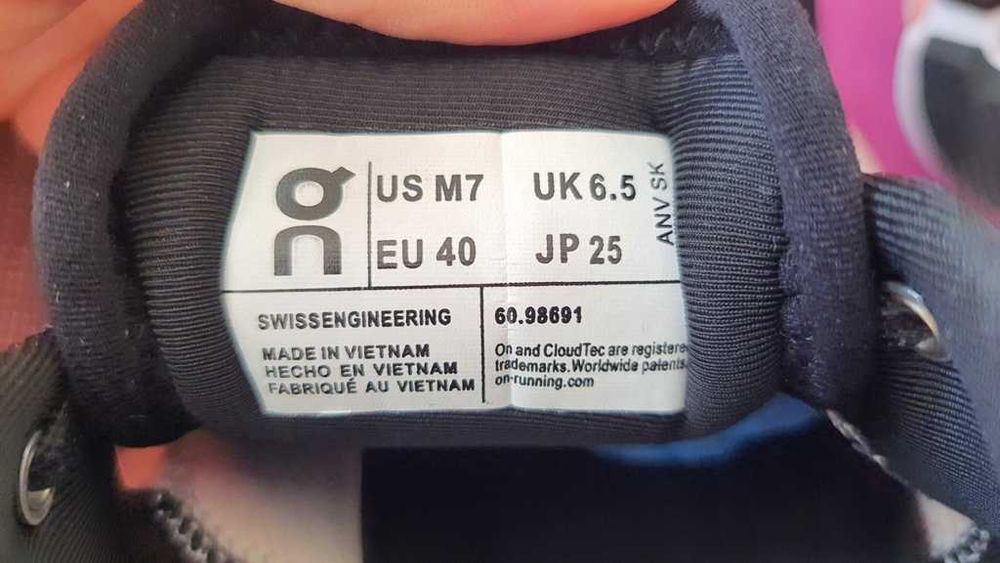 on
US M7 UK 6.5
EU 40 JP 25
ANV SK
SWISSENGINEERING
MADE IN VIETNAM
HECHO EN VIETNAM
FABRIQUÉ AU VIETNAM
60.98691
On and CloudTec are registere
trademarks. Worldwide patents.
on-running.com